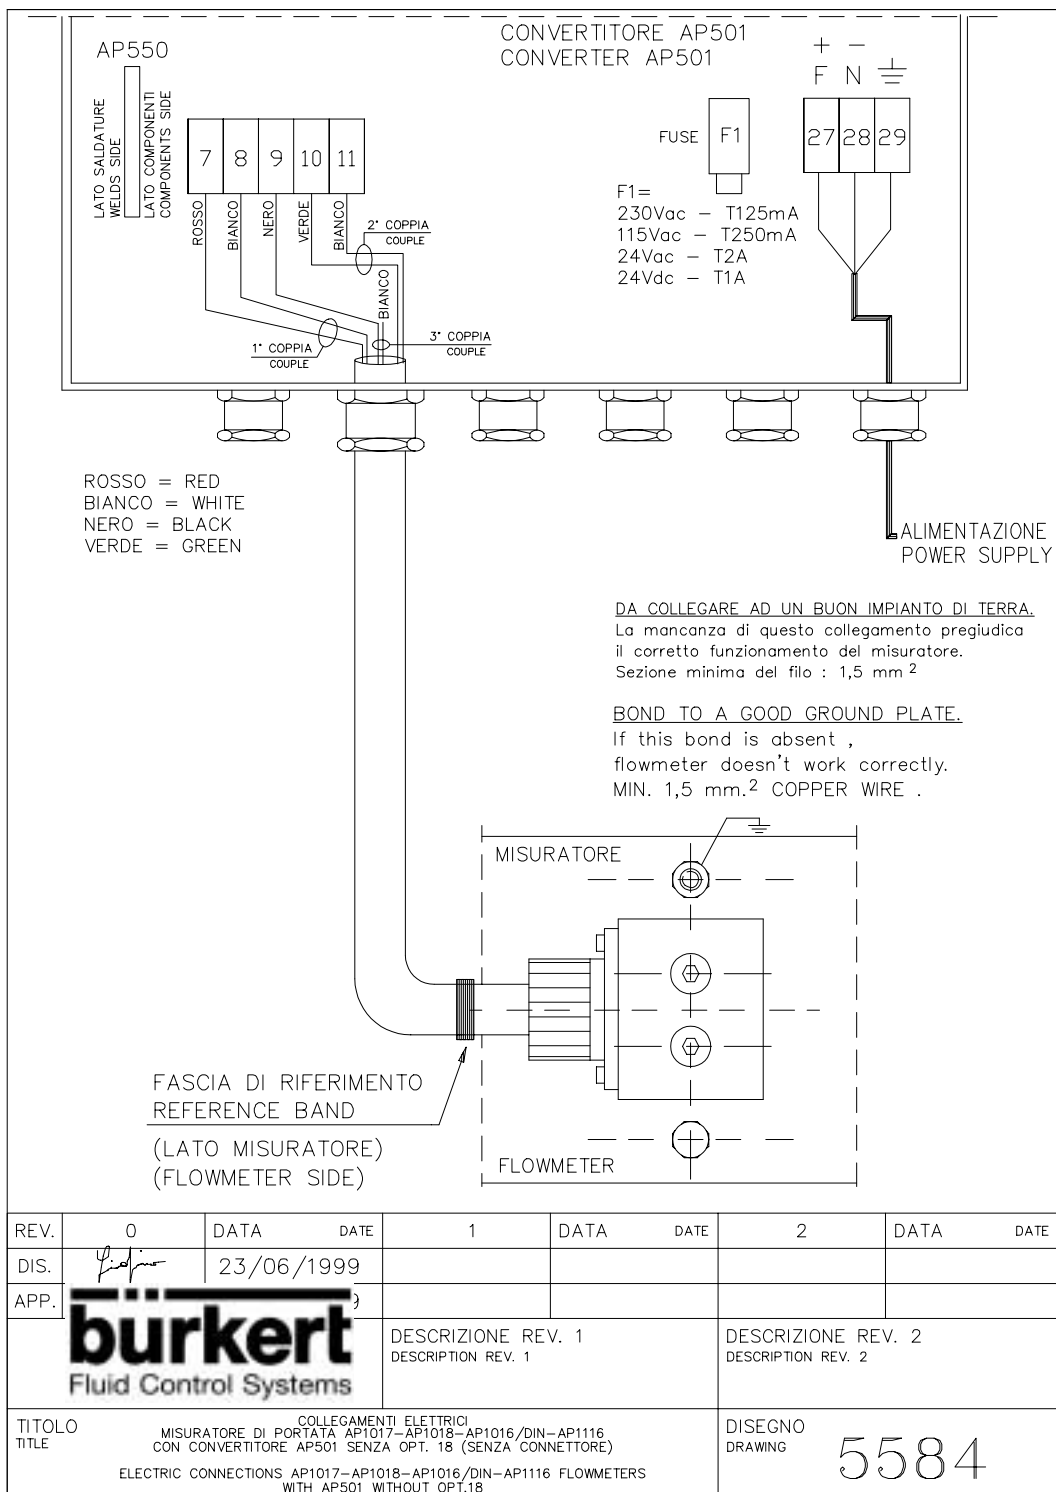 AP550
CONVERTITORE AP501
CONVERTER AP501
LATO SALDATURE
WELDS SIDE
LATO COMPONENTI
COMPONENTS SIDE
7 8 9 10 11
ROSSO
BIANCO
NERO
VERDE
BIANCO
2° COPPIA
COUPLE
BIANCO
1° COPPIA
COUPLE
3° COPPIA
COUPLE
FUSE F1
+ −
F N
27 28 29
F1=
230Vac − T125mA
115Vac − T250mA
24Vac − T2A
24Vdc − T1A
ROSSO = RED
BIANCO = WHITE
NERO = BLACK
VERDE = GREEN
ALIMENTAZIONE
POWER SUPPLY
DA COLLEGARE AD UN BUON IMPIANTO DI TERRA.
La mancanza di questo collegamento pregiudica
il corretto funzionamento del misuratore.
Sezione minima del filo : 1,5 mm²
BOND TO A GOOD GROUND PLATE.
If this bond is absent ,
flowmeter doesn't work correctly.
MIN. 1,5 mm.² COPPER WIRE .
MISURATORE
FLOWMETER
FASCIA DI RIFERIMENTO
REFERENCE BAND
(LATO MISURATORE)
(FLOWMETER SIDE)
REV. 0 DATA DATE 1 DATA DATE 2 DATA DATE
DIS. 23/06/1999
APP.
burkert
Fluid Control Systems
DESCRIZIONE REV. 1
DESCRIPTION REV. 1
DESCRIZIONE REV. 2
DESCRIPTION REV. 2
TITOLO
TITLE
COLLEGAMENTI ELETTRICI
MISURATORE DI PORTATA AP1017−AP1018−AP1016/DIN−AP1116
CON CONVERTITORE AP501 SENZA OPT. 18 (SENZA CONNETTORE)
ELECTRIC CONNECTIONS AP1017−AP1018−AP1016/DIN−AP1116 FLOWMETERS
WITH AP501 WITHOUT OPT.18
DISEGNO
DRAWING
5584